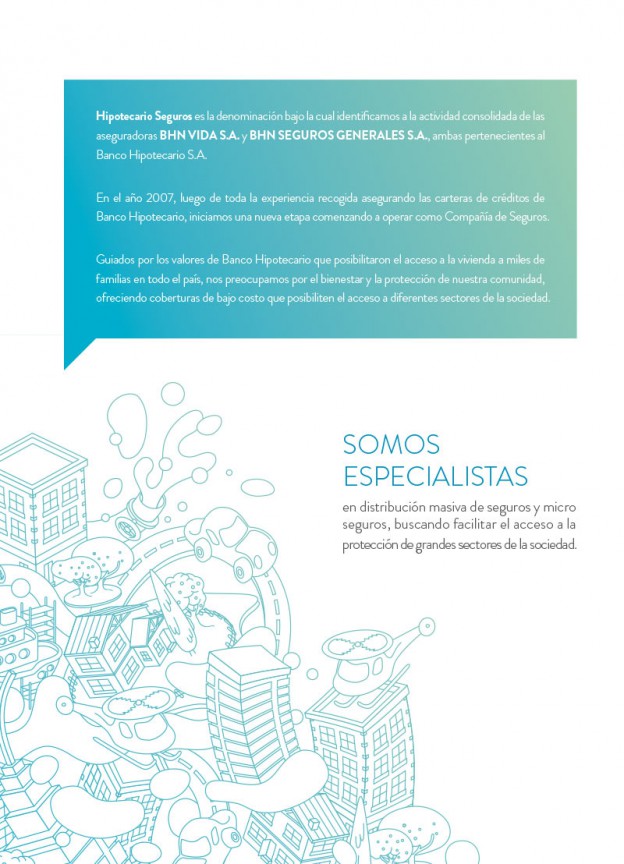 Hipotecario Seguros es la denominación bajo la cual identificamos a la actividad consolidada de las
aseguradoras BHN VIDA S.A. y BHN SEGUROS GENERALES S.A., ambas pertenecientes al
Banco Hipotecario S.A.
En el año 2007, luego de toda la experiencia recogida asegurando las carteras de créditos de
Banco Hipotecario, iniciamos una nueva etapa comenzando a operar como Compañía de Seguros.
Guiados por los valores de Banco Hipotecario que posibilitaron el acceso a la vivienda a miles de
familias en todo el país, nos preocupamos por el bienestar y la protección de nuestra comunidad,
ofreciendo coberturas de bajo costo que posibiliten el acceso a diferentes sectores de la sociedad.
SOMOS
ESPECIALISTAS
en distribución masiva de seguros y micro
seguros, buscando facilitar el acceso a la
protección de grandes sectores de la sociedad.